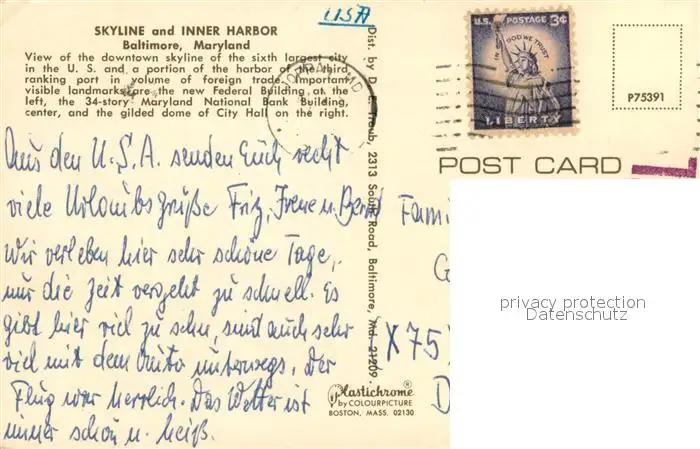 USA
SKYLINE and INNER HARBOR
Baltimore, Maryland
View of the downtown skyline of the sixth largest city
in the U. S. and a portion of the harbor of the third
ranking port in volume of foreign trade. Important
visible landmarks are the new Federal Building at the
left, the 34-story Maryland National Bank Building,
center, and the gilded dome of City Hall on the right.
Aus den U.S.A. senden Euch recht
viele Urlaubsgrüße Fritz, Irene u. Bernd
Wir verleben hier sehr schöne Tage,
nur die Zeit vergeht zu schnell. Es
gibt hier viel zu sehn, sind auch sehr
viel mit dem Auto unterwegs, der
Flug war herrlich. Das Wetter ist
immer schön u. heiß.
Dist. by D. E. Traub, 2313 South Road, Baltimore, Md. 21209
Plastichrome®
by COLOURPICTURE
BOSTON, MASS. 02130
U.S. POSTAGE 3¢
IN GOD WE TRUST
LIBERTY
P75391
POST CARD
Fami
G
X 75
D
privacy protection
Datenschutz